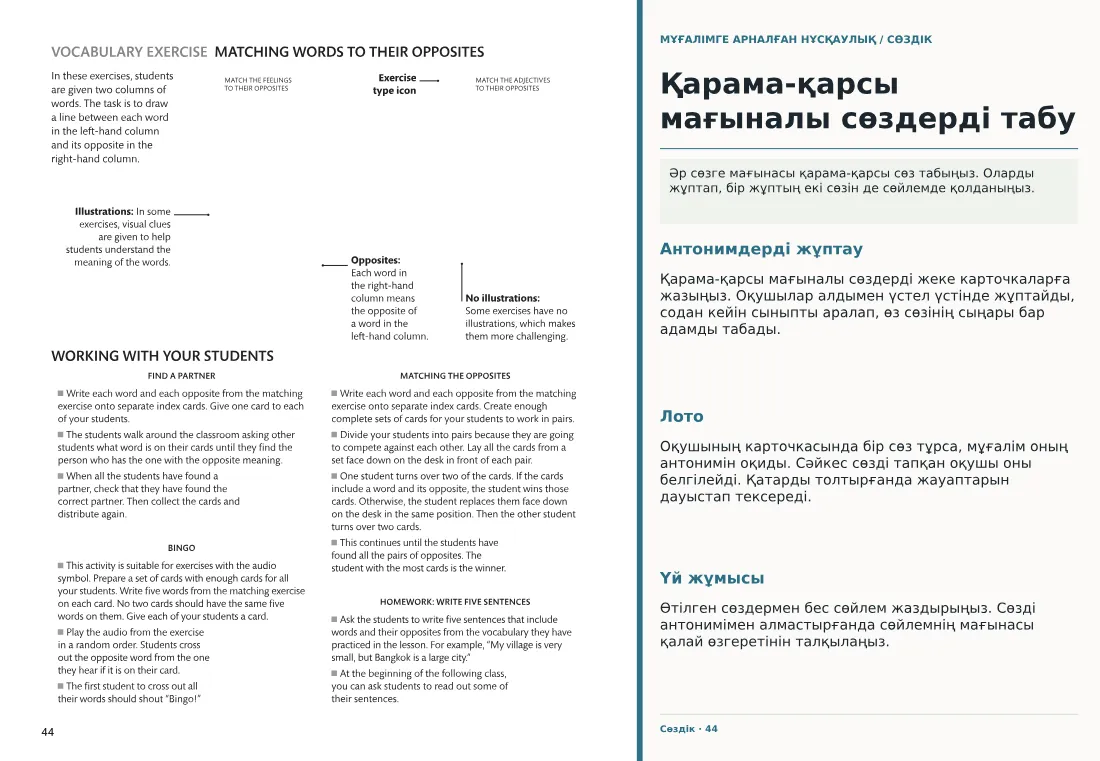 VOCABULARY EXERCISE MATCHING WORDS TO THEIR OPPOSITES
In these exercises, students
are given two columns of
words. The task is to draw
a line between each word
in the left-hand column
and its opposite in the
right-hand column.
MATCH THE FEELINGS
TO THEIR OPPOSITES
Exercise
type icon
MATCH THE ADJECTIVES
TO THEIR OPPOSITES
Illustrations: In some
exercises, visual clues
are given to help
students understand the
meaning of the words.
Opposites:
Each word in
the right-hand
column means
the opposite of
a word in the
left-hand column.
No illustrations:
Some exercises have no
illustrations, which makes
them more challenging.
WORKING WITH YOUR STUDENTS
FIND A PARTNER
■ Write each word and each opposite from the matching
exercise onto separate index cards. Give one card to each
of your students.
■ The students walk around the classroom asking other
students what word is on their cards until they find the
person who has the one with the opposite meaning.
■ When all the students have found a
partner, check that they have found the
correct partner. Then collect the cards and
distribute again.
BINGO
■ This activity is suitable for exercises with the audio
symbol. Prepare a set of cards with enough cards for all
your students. Write five words from the matching exercise
on each card. No two cards should have the same five
words on them. Give each of your students a card.
■ Play the audio from the exercise
in a random order. Students cross
out the opposite word from the one
they hear if it is on their card.
■ The first student to cross out all
their words should shout "Bingo!"
MATCHING THE OPPOSITES
■ Write each word and each opposite from the matching
exercise onto separate index cards. Create enough
complete sets of cards for your students to work in pairs.
■ Divide your students into pairs because they are going
to compete against each other. Lay all the cards from a
set face down on the desk in front of each pair.
■ One student turns over two of the cards. If the cards
include a word and its opposite, the student wins those
cards. Otherwise, the student replaces them face down
on the desk in the same position. Then the other student
turns over two cards.
■ This continues until the students have
found all the pairs of opposites. The
student with the most cards is the winner.
HOMEWORK: WRITE FIVE SENTENCES
■ Ask the students to write five sentences that include
words and their opposites from the vocabulary they have
practiced in the lesson. For example, "My village is very
small, but Bangkok is a large city."
■ At the beginning of the following class,
you can ask students to read out some of
their sentences.
44
МҰҒАЛІМГЕ АРНАЛҒАН НҰСҚАУЛЫҚ / СӨЗДІК
Қарама-қарсы
мағыналы сөздерді табу
Әр сөзге мағынасы қарама-қарсы сөз табыңыз. Оларды
жұптап, бір жұптың екі сөзін де сөйлемде қолданыңыз.
Антонимдерді жұптау
Қарама-қарсы мағыналы сөздерді жеке карточкаларға
жазыңыз. Оқушылар алдымен үстел үстінде жұптайды,
содан кейін сыныпты аралап, өз сөзінің сыңары бар
адамды табады.
Лото
Оқушының карточкасында бір сөз тұрса, мұғалім оның
антонимін оқиды. Сәйкес сөзді тапқан оқушы оны
белгілейді. Қатарды толтырғанда жауаптарын
дауыстап тексереді.
Үй жұмысы
Өтілген сөздермен бес сөйлем жаздырыңыз. Сөзді
антонимімен алмастырғанда сөйлемнің мағынасы
қалай өзгеретінін талқылаңыз.
Сөздік · 44